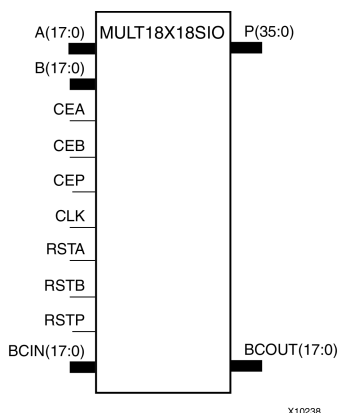 A(17:0) MULT18X18SIO P(35:0)
B(17:0)
CEA
CEB
CEP
CLK
RSTA
RSTB
RSTP
BCIN(17:0) BCOUT(17:0)
X10238